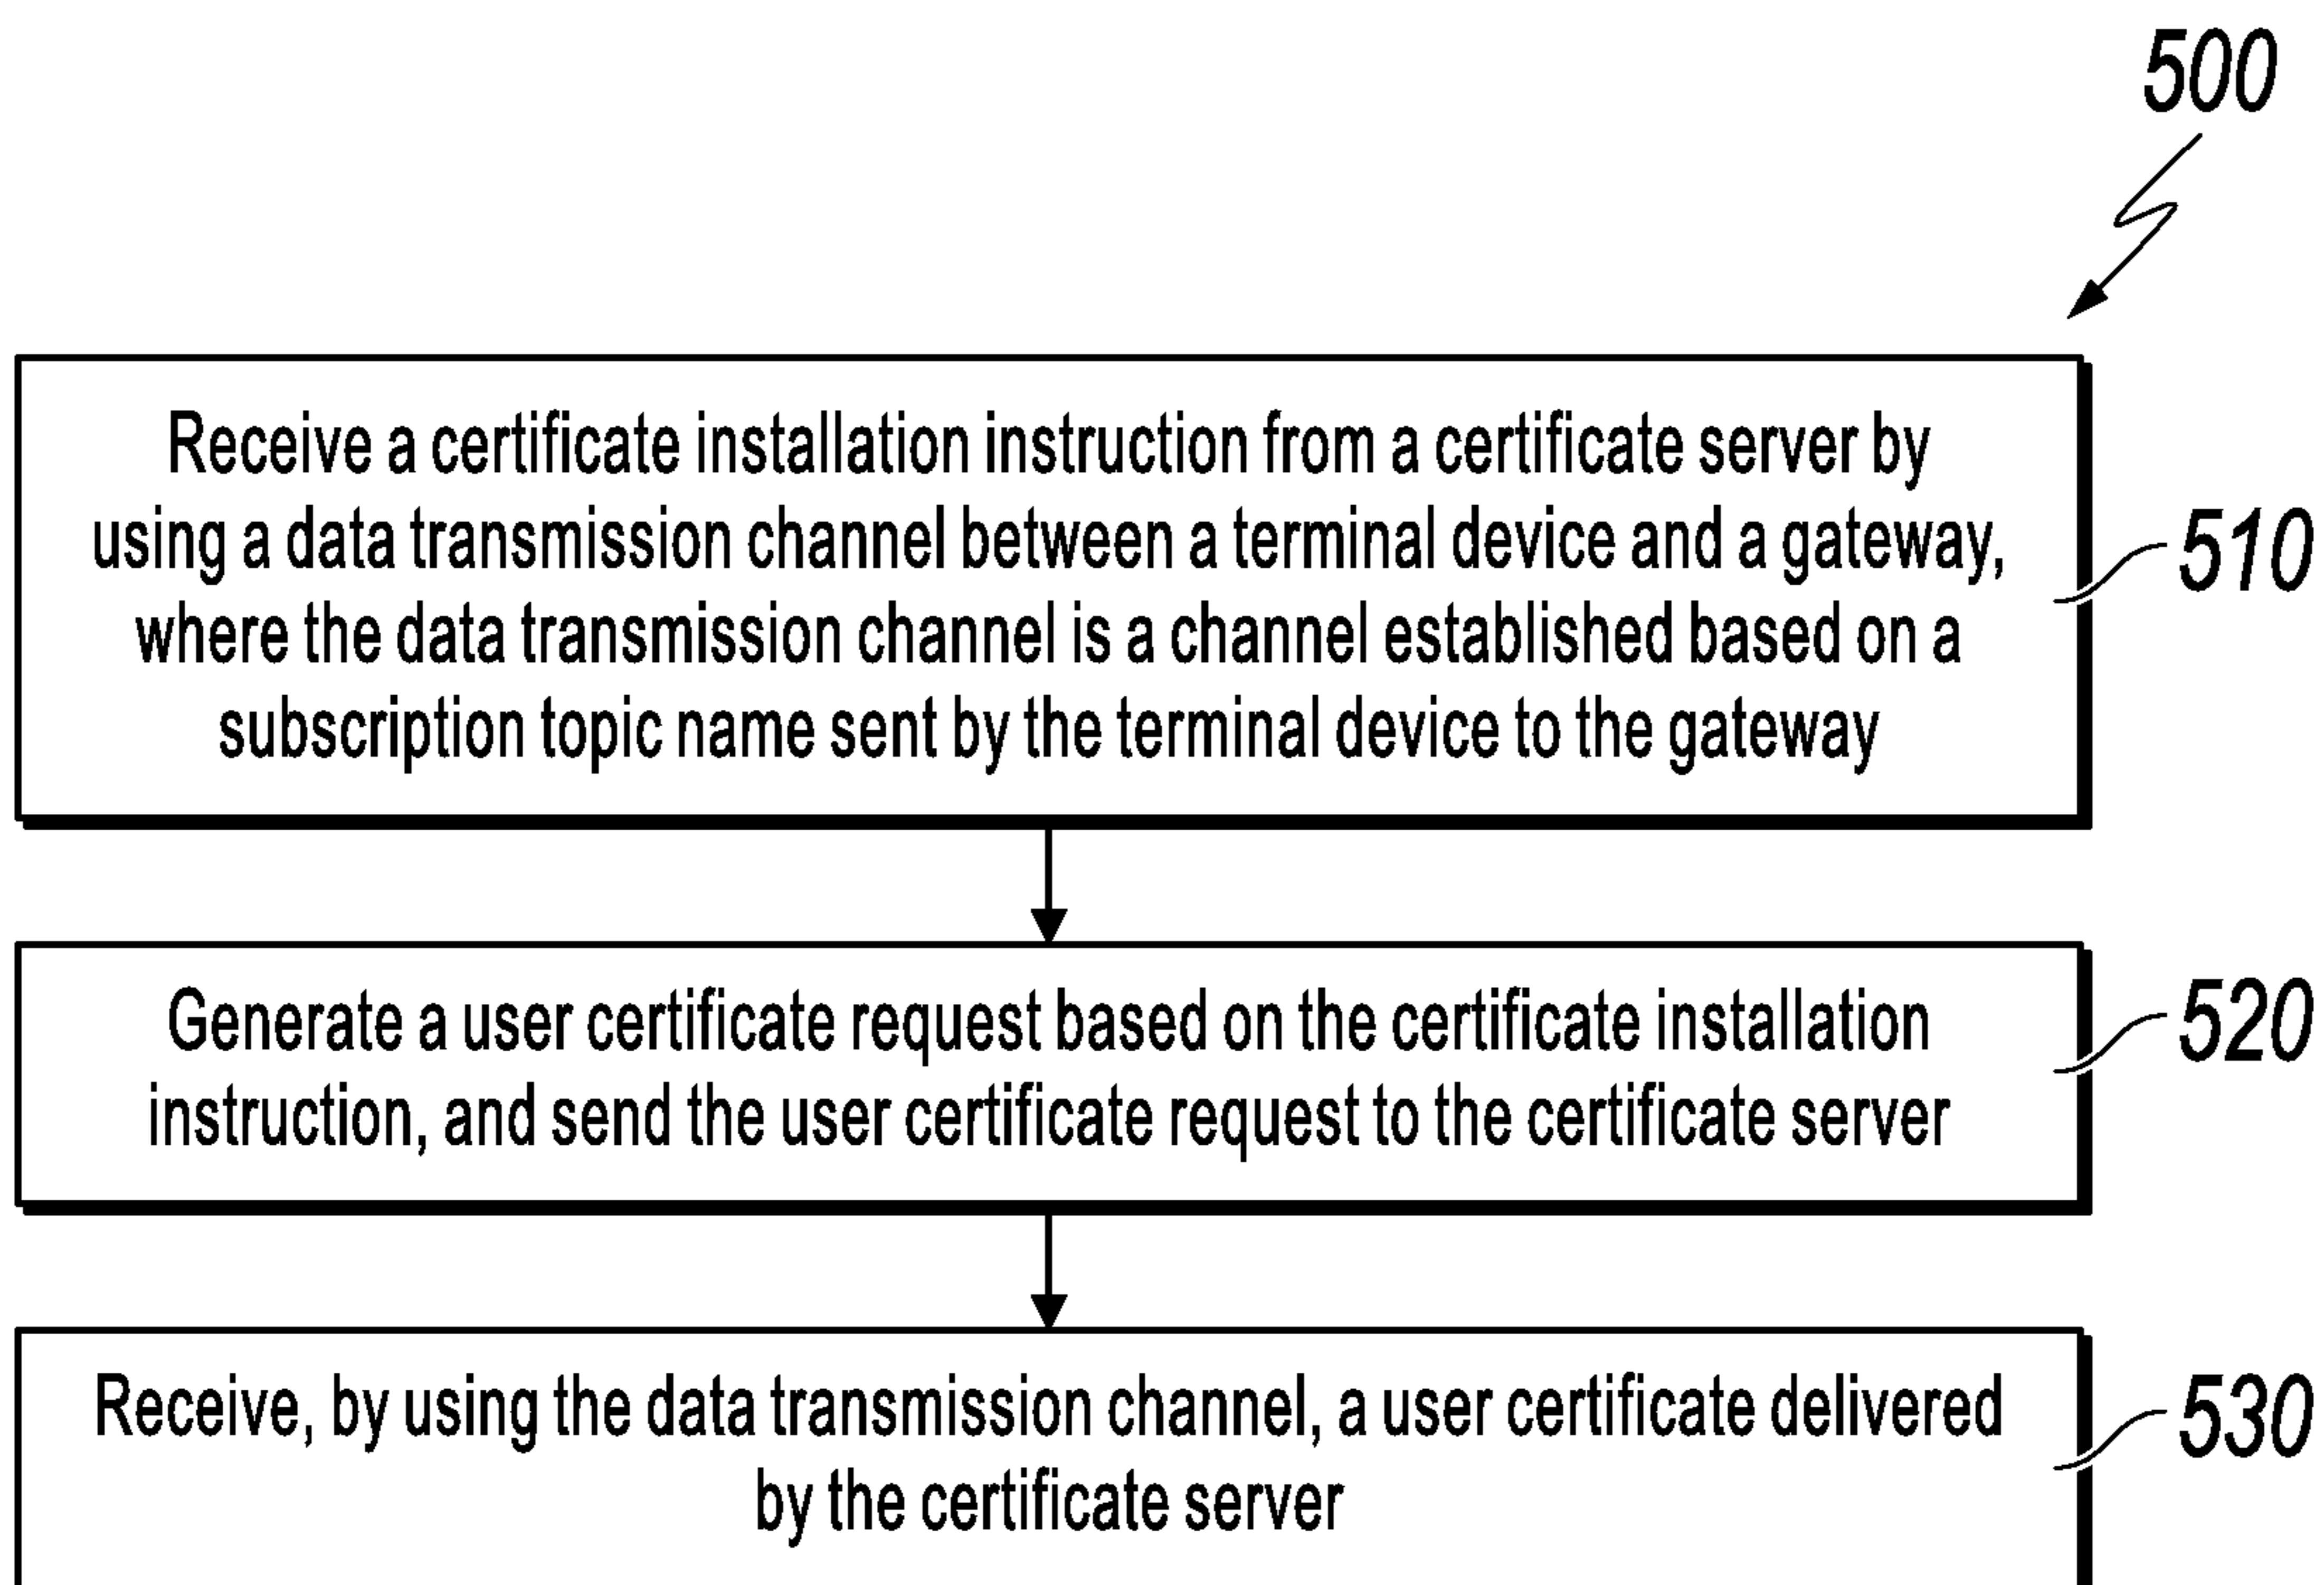 500
Receive a certificate installation instruction from a certificate server by
using a data transmission channel between a terminal device and a gateway,
where the data transmission channel is a channel established based on a
subscription topic name sent by the terminal device to the gateway
510
Generate a user certificate request based on the certificate installation
instruction, and send the user certificate request to the certificate server
520
Receive, by using the data transmission channel, a user certificate delivered
by the certificate server
530